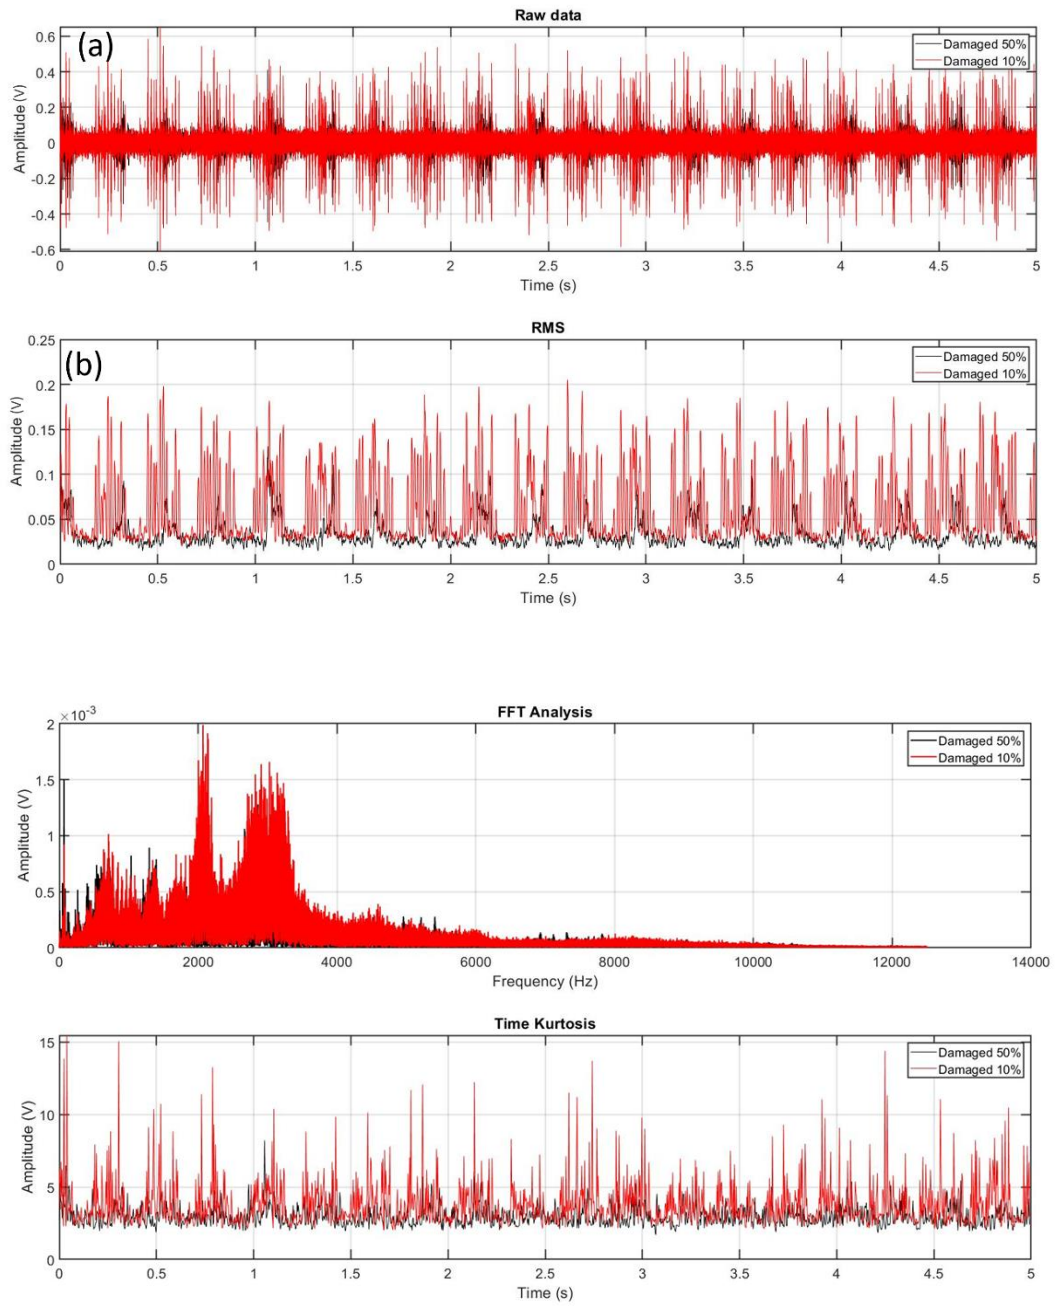 Raw data
(a)
Damaged 50%
Damaged 10%
0.6
0.4
0.2
0
-0.2
-0.4
-0.6
Amplitude (V)
0 0.5 1 1.5 2 2.5 3 3.5 4 4.5 5
Time (s)
RMS
(b)
Damaged 50%
Damaged 10%
0.25
0.2
0.15
0.1
0.05
0
Amplitude (V)
0 0.5 1 1.5 2 2.5 3 3.5 4 4.5 5
Time (s)
FFT Analysis
×10-3
Damaged 50%
Damaged 10%
2
1.5
1
0.5
0
Amplitude (V)
0 2000 4000 6000 8000 10000 12000 14000
Frequency (Hz)
Time Kurtosis
Damaged 50%
Damaged 10%
15
10
5
0
Amplitude (V)
0 0.5 1 1.5 2 2.5 3 3.5 4 4.5 5
Time (s)